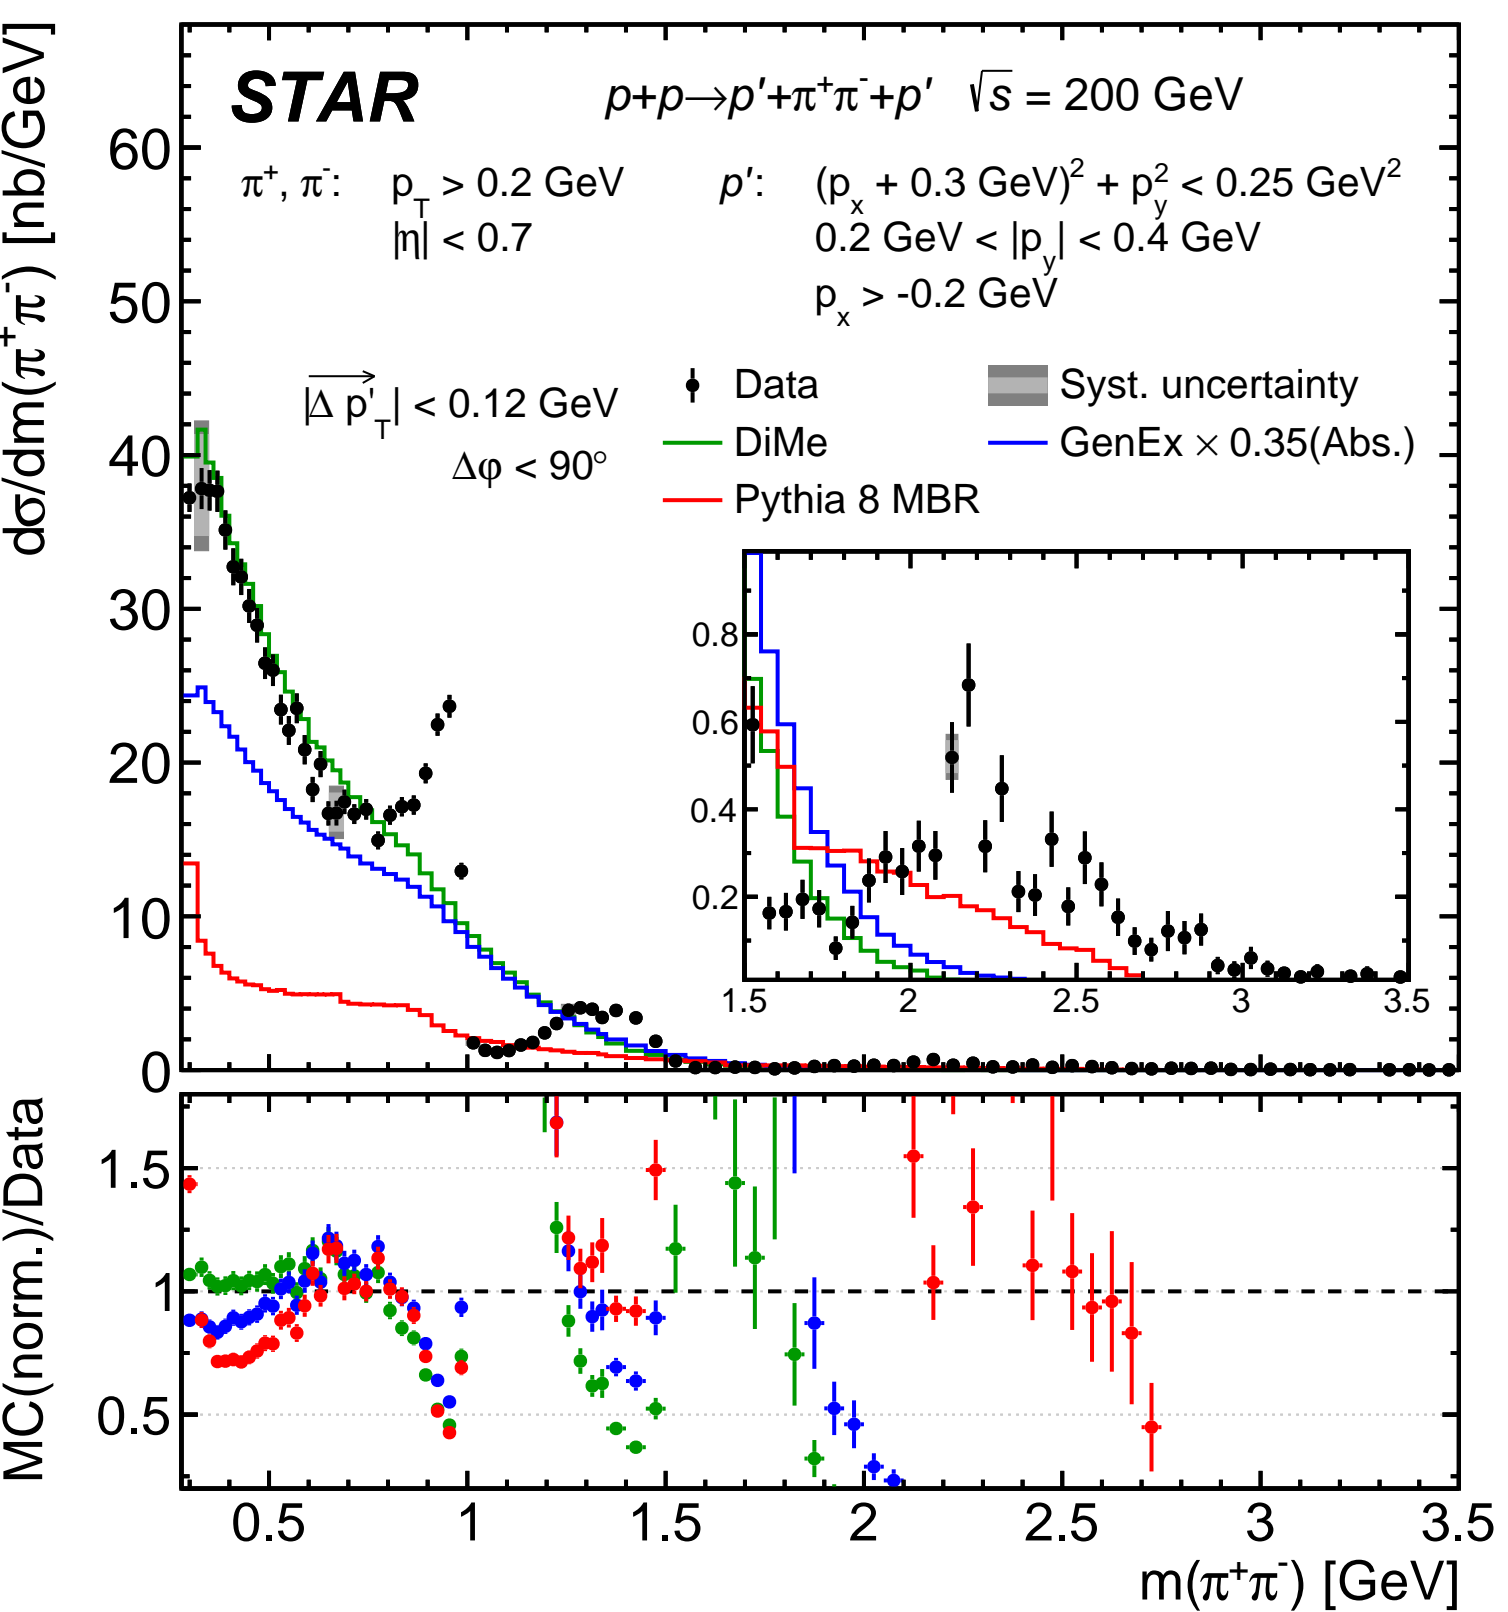 STAR
p+p→p′+π⁺π⁻+p′ √s = 200 GeV
π⁺, π⁻: p_T > 0.2 GeV p′: (p_x + 0.3 GeV)² + p_y² < 0.25 GeV²
|η| < 0.7 0.2 GeV < |p_y| < 0.4 GeV
p_x > -0.2 GeV
|Δ p'_T| < 0.12 GeV
Δφ < 90°
Data
Syst. uncertainty
DiMe
GenEx × 0.35(Abs.)
Pythia 8 MBR
dσ/dm(π⁺π⁻) [nb/GeV]
60
50
40
30
20
10
0
0.8
0.6
0.4
0.2
1.5 2 2.5 3 3.5
MC(norm.)/Data
1.5
1
0.5
0.5 1 1.5 2 2.5 3 3.5
m(π⁺π⁻) [GeV]